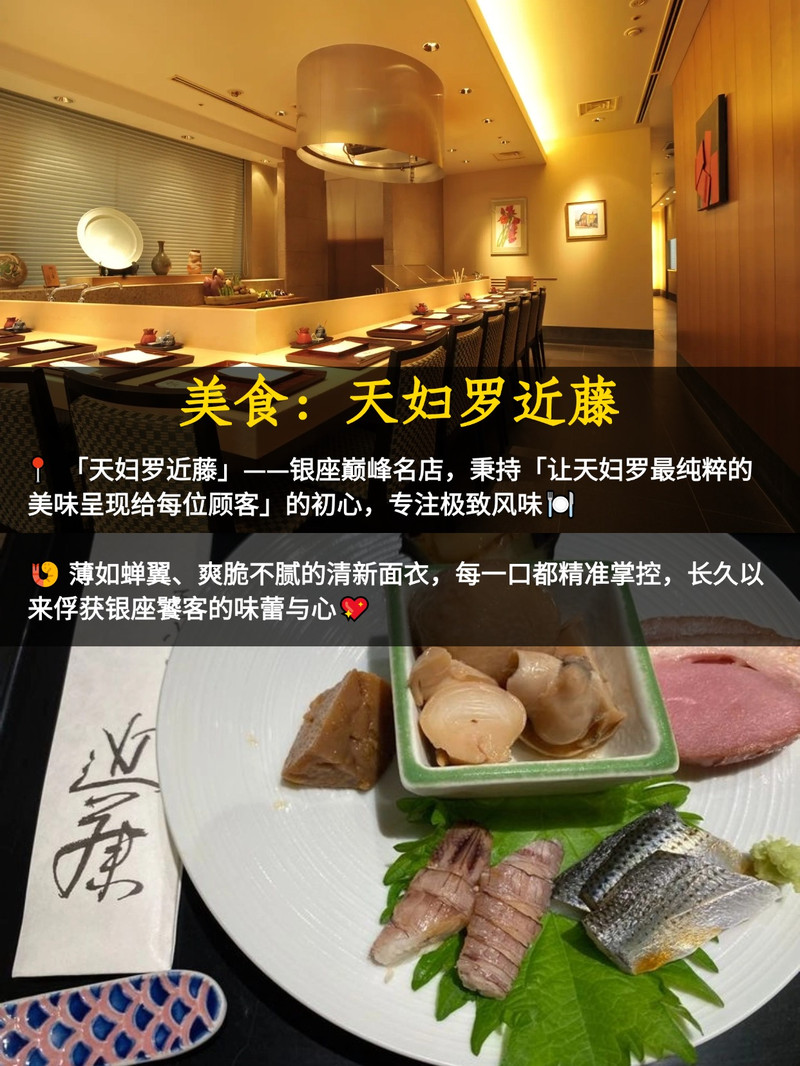 美食：天妇罗近藤
📍 「天妇罗近藤」——银座巅峰名店，秉持「让天妇罗最纯粹的
美味呈现给每位顾客」的初心，专注极致风味🍽️
🍤 薄如蝉翼、爽脆不腻的清新面衣，每一口都精准掌控，长久以
来俘获银座饕客的味蕾与心💖
近藤